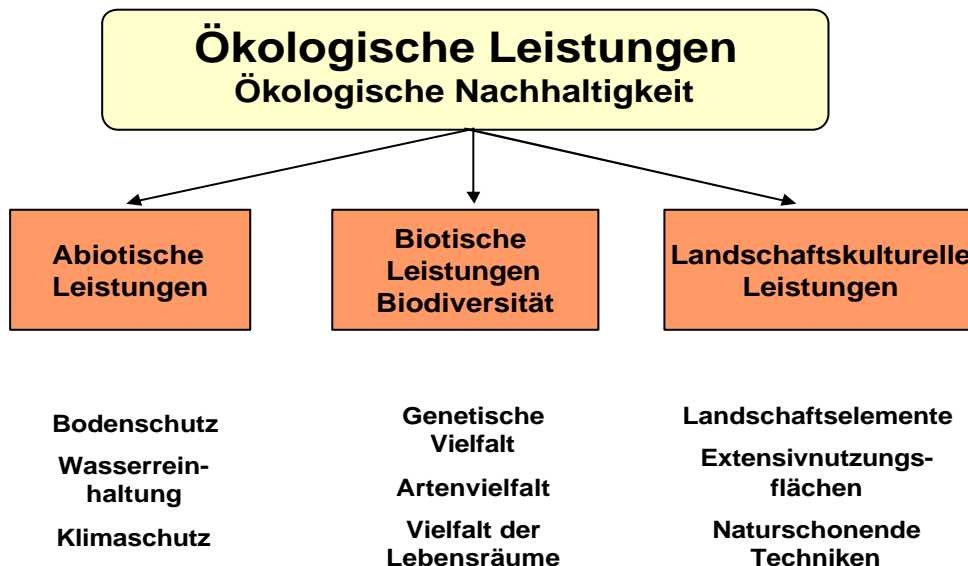 Ökologische Leistungen
Ökologische Nachhaltigkeit
Abiotische
Leistungen
Biotische
Leistungen
Biodiversität
Landschaftskulturelle
Leistungen
Bodenschutz
Wasserrein-
haltung
Klimaschutz
Genetische
Vielfalt
Artenvielfalt
Vielfalt der
Lebensräume
Landschaftselemente
Extensivnutzungs-
flächen
Naturschonende
Techniken